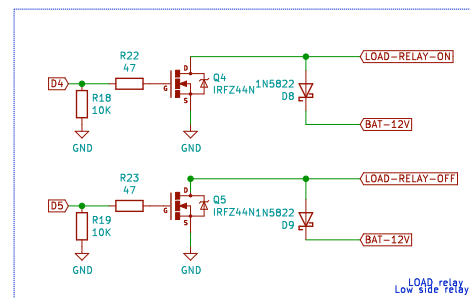 LOAD-RELAY-ON
R22
47
D4
D
G
S
Q4
IRFZ44N
1N5822
D8
R18
10K
BAT-12V
GND
GND
LOAD-RELAY-OFF
R23
47
D5
D
G
S
Q5
IRFZ44N
1N5822
D9
R19
10K
BAT-12V
GND
GND
LOAD relay
Low side relay